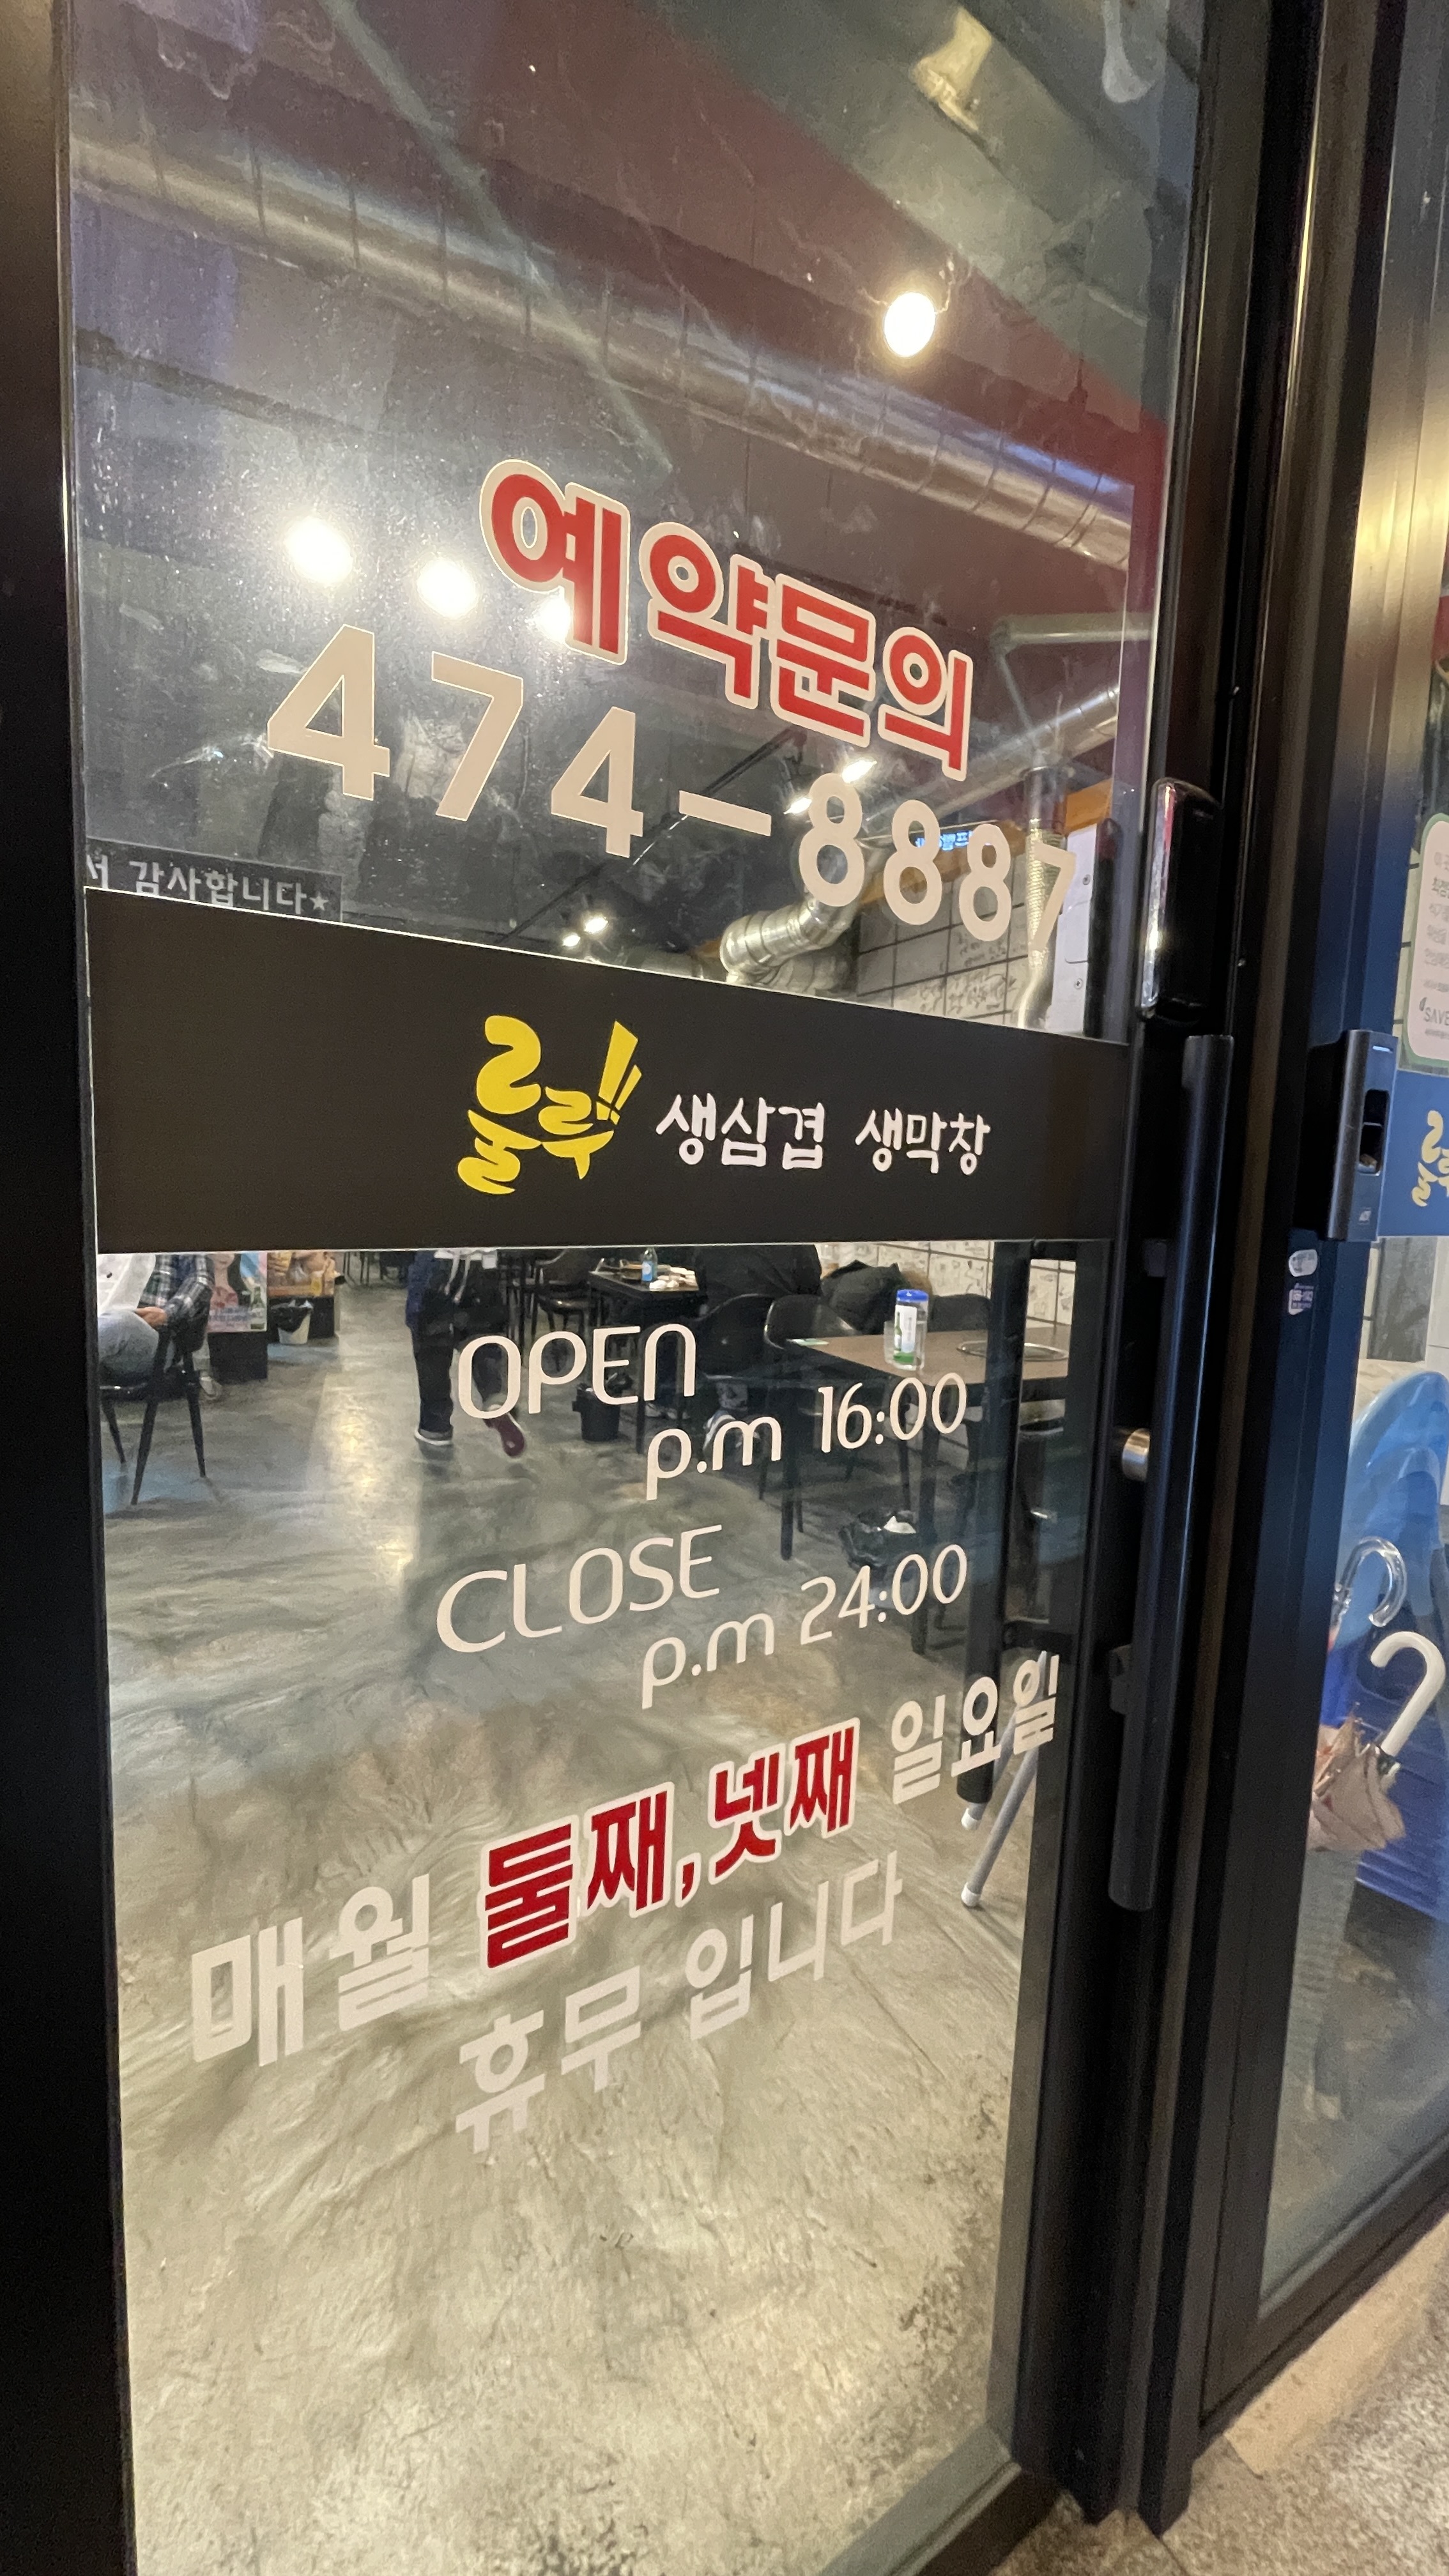 예약문의
474-8887
서 감사합니다★
룰루!! 생삼겹 생막창
OPEN
p.m 16:00
CLOSE
p.m 24:00
매월 둘째,넷째 일요일
휴무 입니다